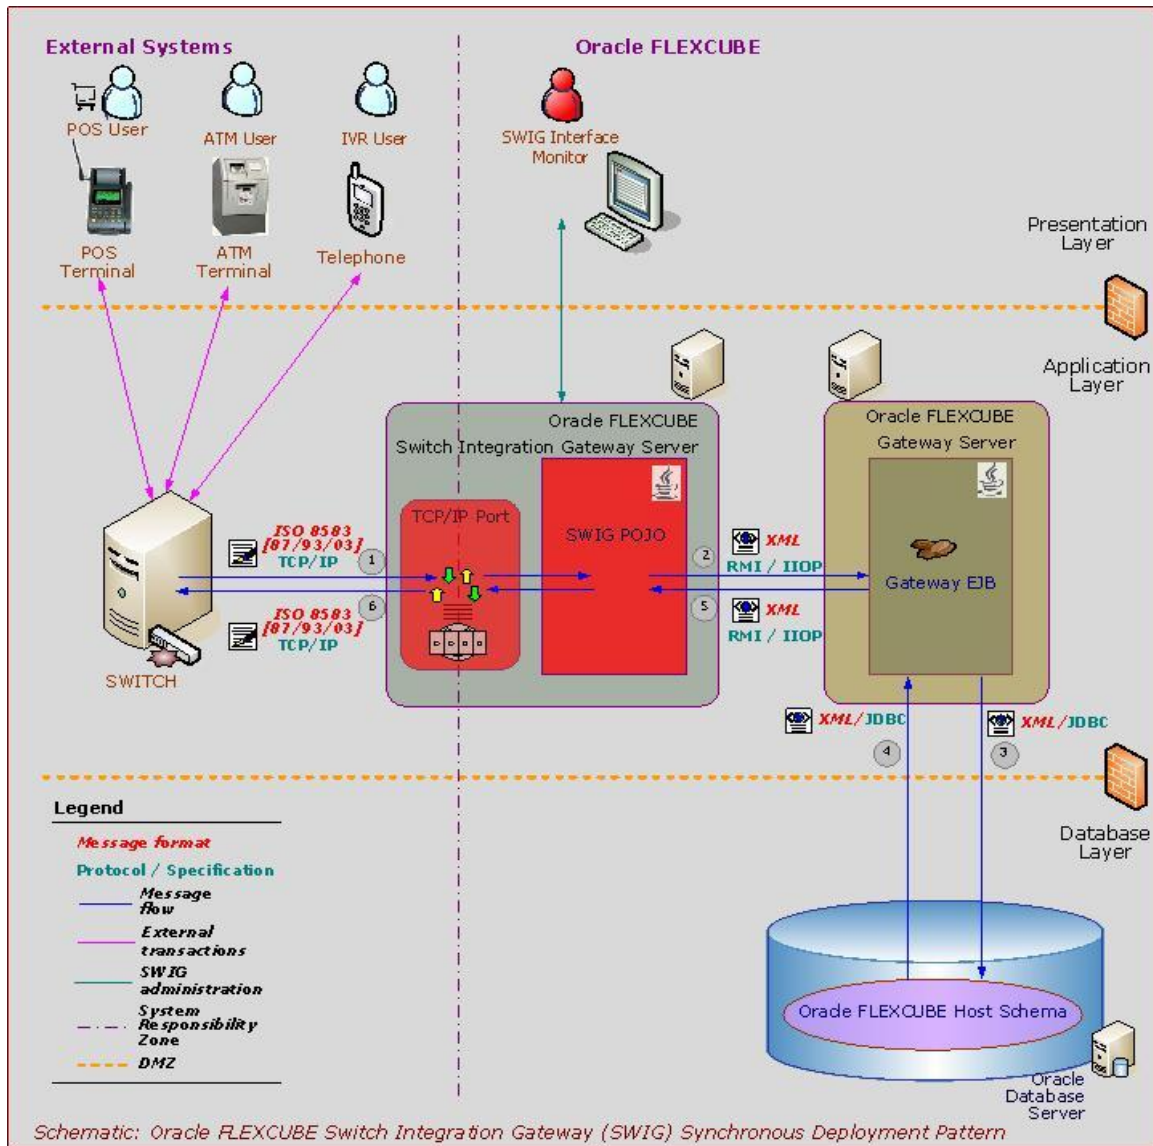 External Systems
Oracle FLEXCUBE
POS User
ATM User
IVR User
SWIG Interface
Monitor
POS
Terminal
ATM
Terminal
Telephone
Presentation
Layer
Application
Layer
Oracle FLEXCUBE
Switch Integration Gateway Server
Oracle FLEXCUBE
Gateway Server
TCP/IP Port
SWIG POJO
Gateway EJB
ISO 8583
[87/93/03]
TCP/IP
1
2
XML
RMI / IIOP
6
5
ISO 8583
[87/93/03]
TCP/IP
XML
RMI / IIOP
SWITCH
XML/JDBC
4
XML/JDBC
3
Database
Layer
Legend
Message format
Protocol / Specification
Message
flow
External
transactions
SWIG
administration
System
Responsibility
Zone
DMZ
Oracle FLEXCUBE Host Schema
Oracle
Database
Server
Schematic: Oracle FLEXCUBE Switch Integration Gateway (SWIG) Synchronous Deployment Pattern